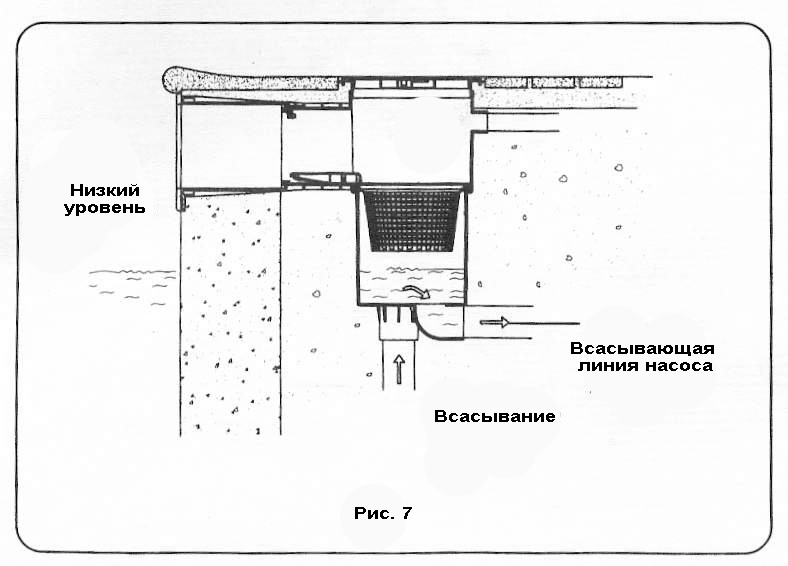 Низкий
уровень
Всасывающая
линия насоса
Всасывание
Рис. 7